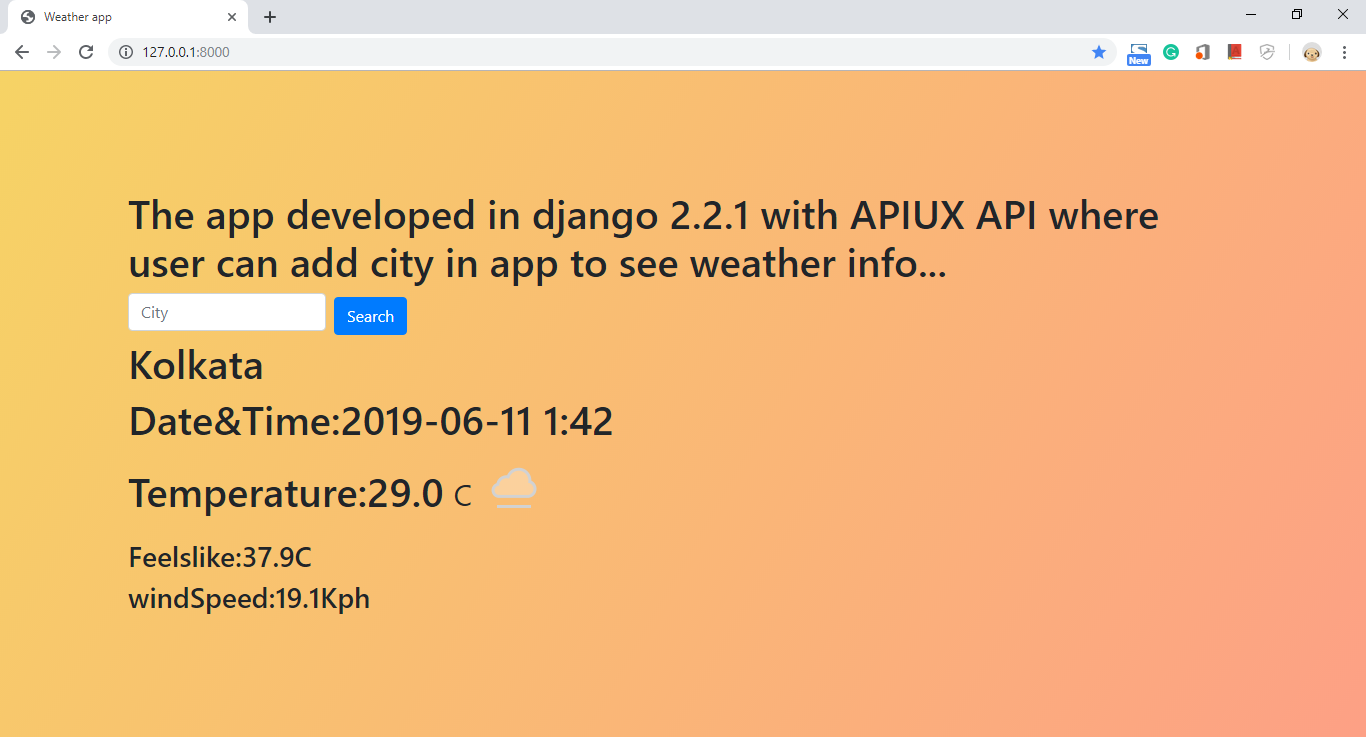 Weather app
127.0.0.1:8000
New
The app developed in django 2.2.1 with APIUX API where
user can add city in app to see weather info...
City
Search
Kolkata
Date&Time:2019-06-11 1:42
Temperature:29.0 C
Feelslike:37.9C
windSpeed:19.1Kph